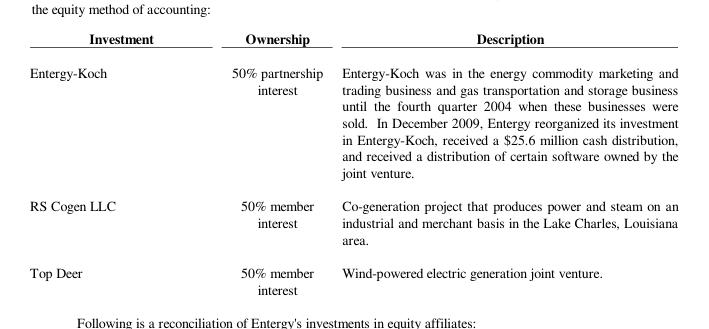 the equity method of accounting:
Investment Ownership Description
Entergy-Koch 50% partnership Entergy-Koch was in the energy commodity marketing and
interest trading business and gas transportation and storage business
until the fourth quarter 2004 when these businesses were
sold. In December 2009, Entergy reorganized its investment
in Entergy-Koch, received a $25.6 million cash distribution,
and received a distribution of certain software owned by the
joint venture.
RS Cogen LLC 50% member Co-generation project that produces power and steam on an
interest industrial and merchant basis in the Lake Charles, Louisiana
area.
Top Deer 50% member Wind-powered electric generation joint venture.
interest
Following is a reconciliation of Entergy's investments in equity affiliates: